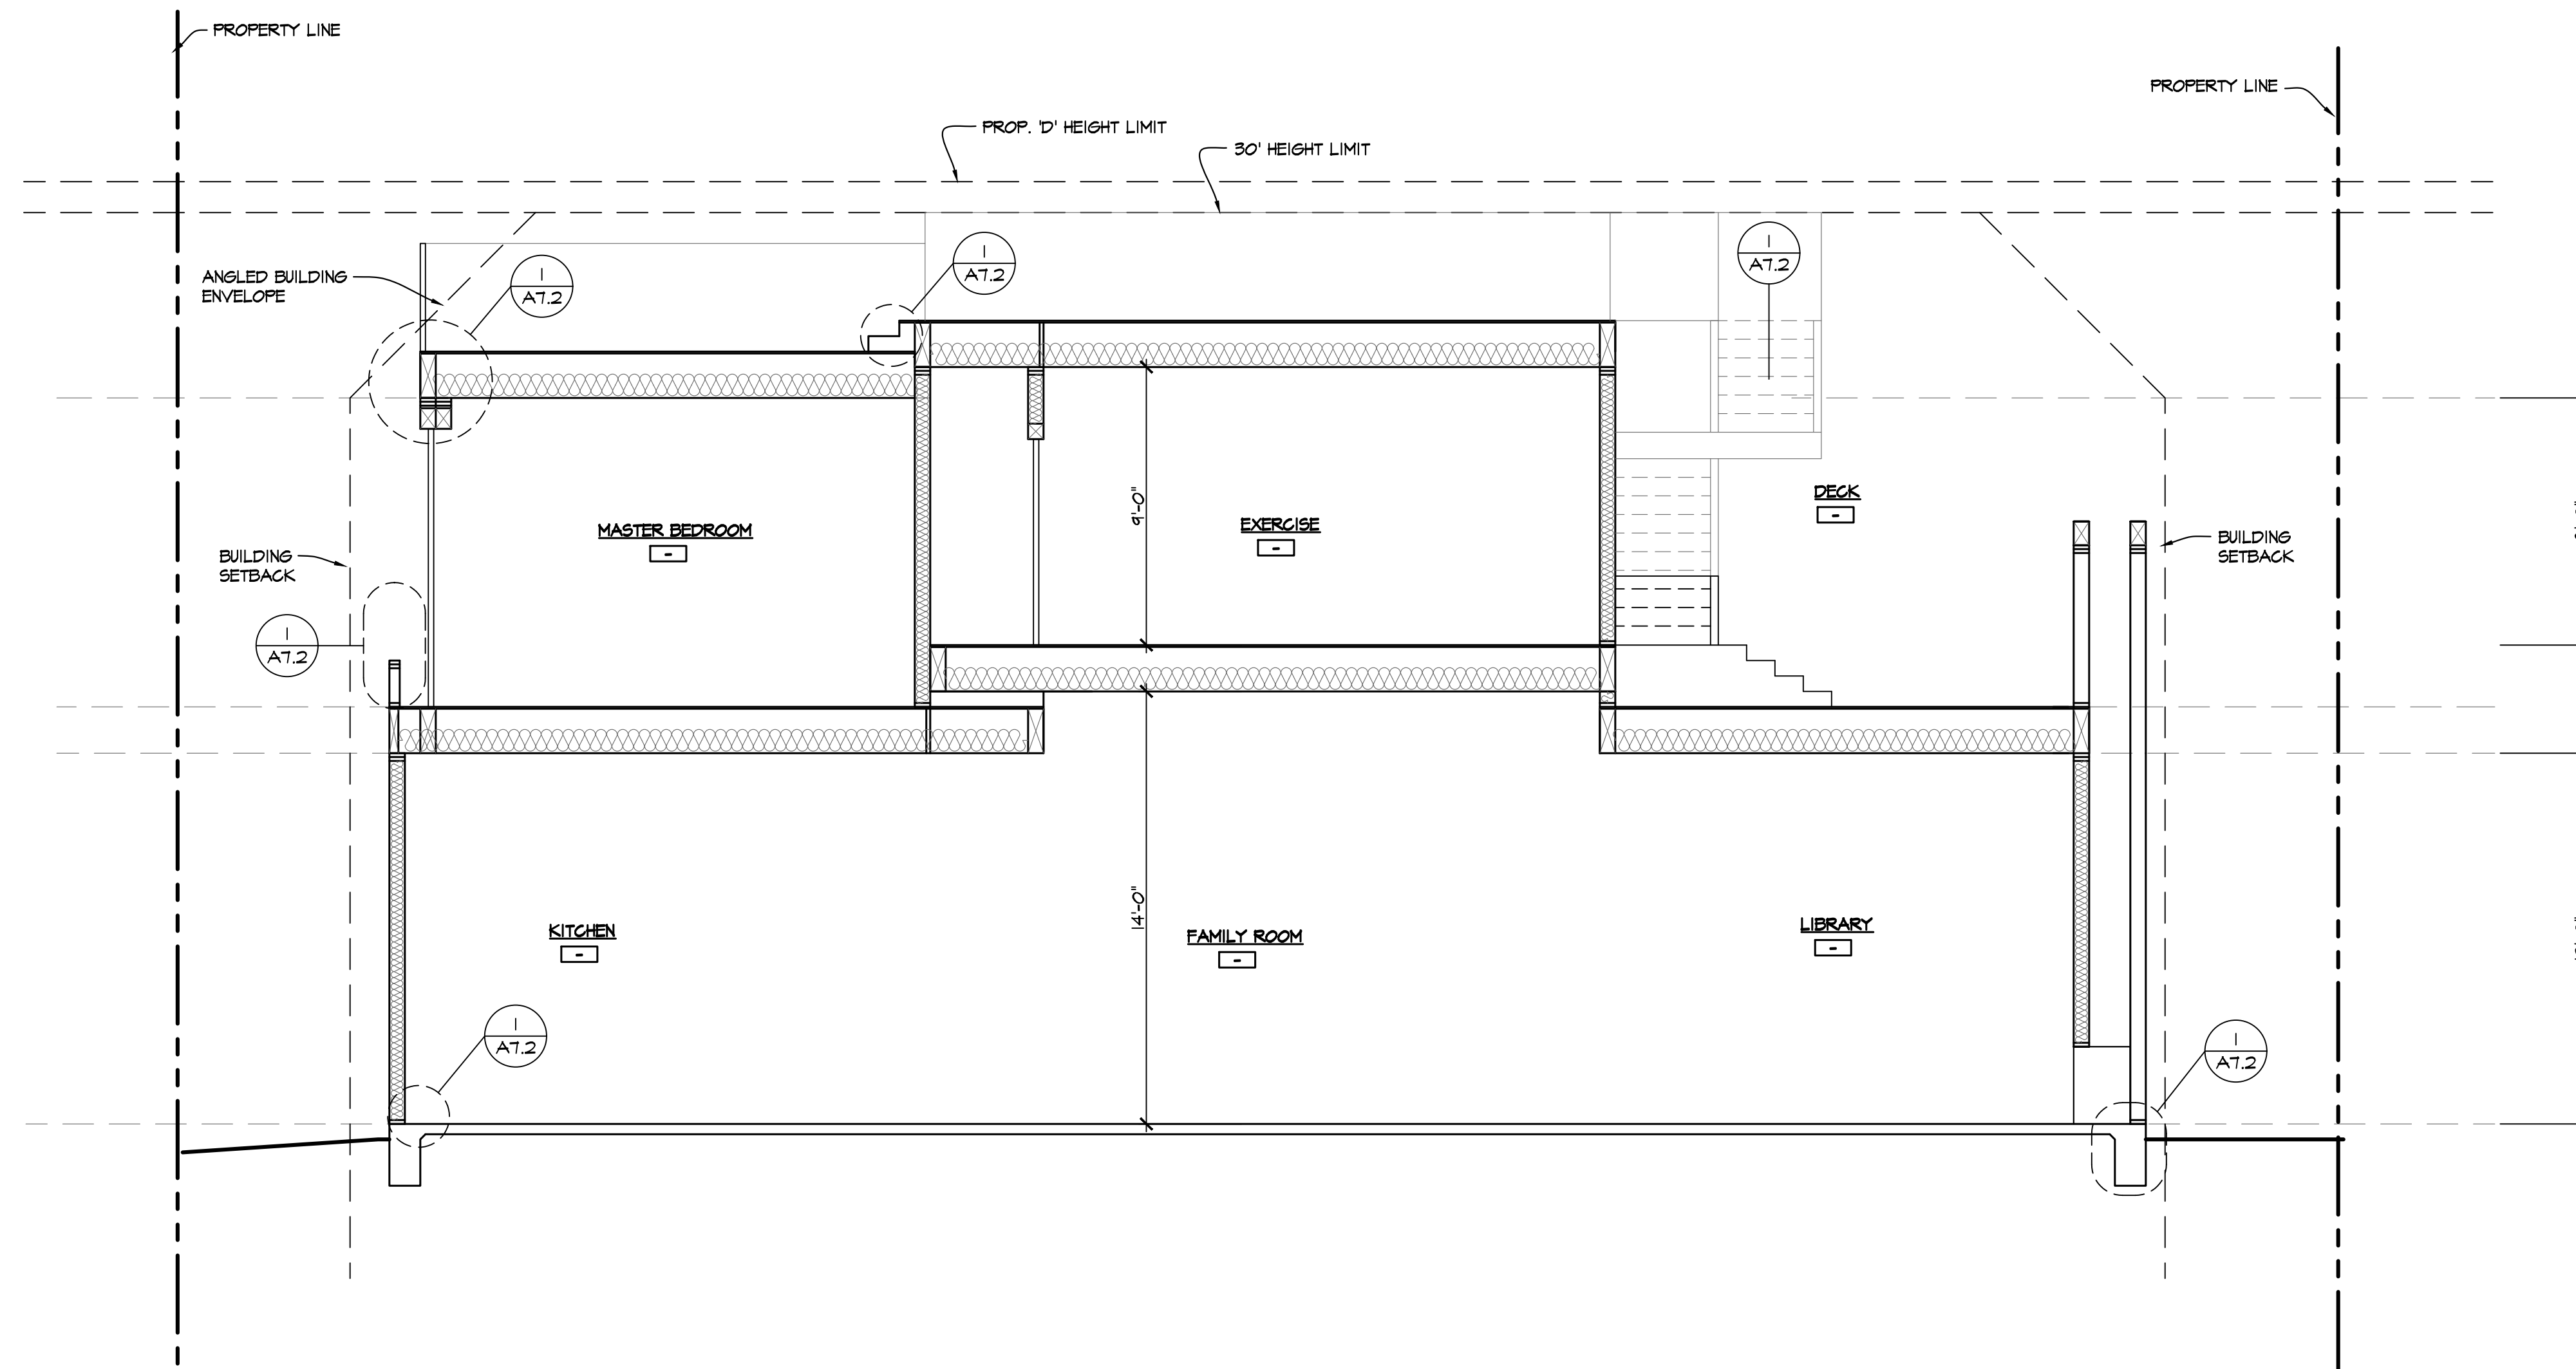 PROPERTY LINE
PROPERTY LINE
PROP. 'D' HEIGHT LIMIT
30' HEIGHT LIMIT
ANGLED BUILDING
ENVELOPE
1
A7.2
1
A7.2
1
A7.2
MASTER BEDROOM
-
9'-0"
EXERCISE
-
DECK
-
BUILDING
SETBACK
BUILDING
SETBACK
1
A7.2
KITCHEN
-
14'-0"
FAMILY ROOM
-
LIBRARY
-
1
A7.2
1
A7.2